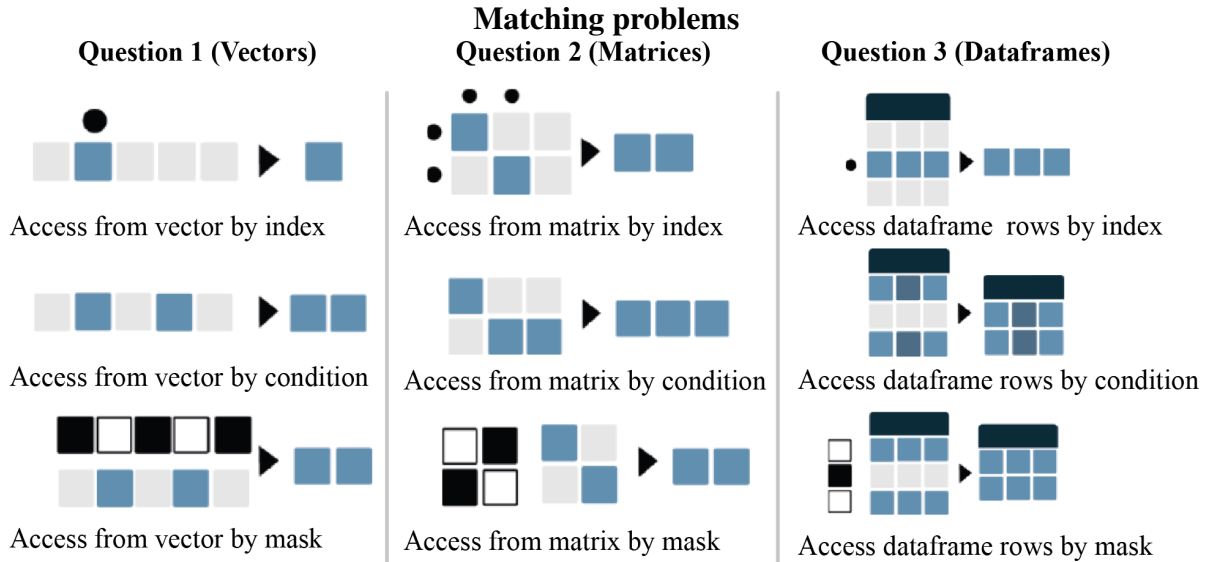 Matching problems
Question 1 (Vectors)
Question 2 (Matrices)
Question 3 (Dataframes)
Access from vector by index
Access from matrix by index
Access dataframe rows by index
Access from vector by condition
Access from matrix by condition
Access dataframe rows by condition
Access from vector by mask
Access from matrix by mask
Access dataframe rows by mask